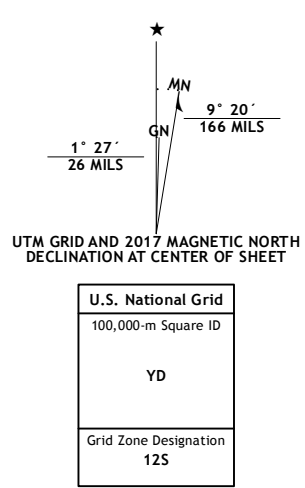 MN
GN
9° 20´
166 MILS
1° 27´
26 MILS
UTM GRID AND 2017 MAGNETIC NORTH
DECLINATION AT CENTER OF SHEET
U.S. National Grid
100,000-m Square ID
YD
Grid Zone Designation
12S